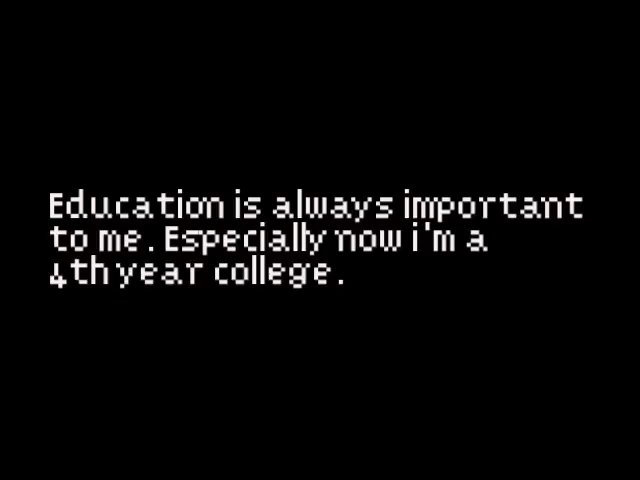 Education is always important
to me. Especially now i'm a
4th year college.